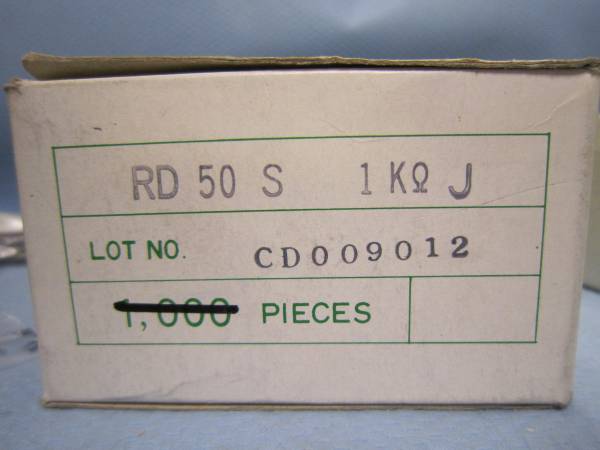 RD 50 S 1 KΩ J
LOT NO. CD009012
1,000 PIECES